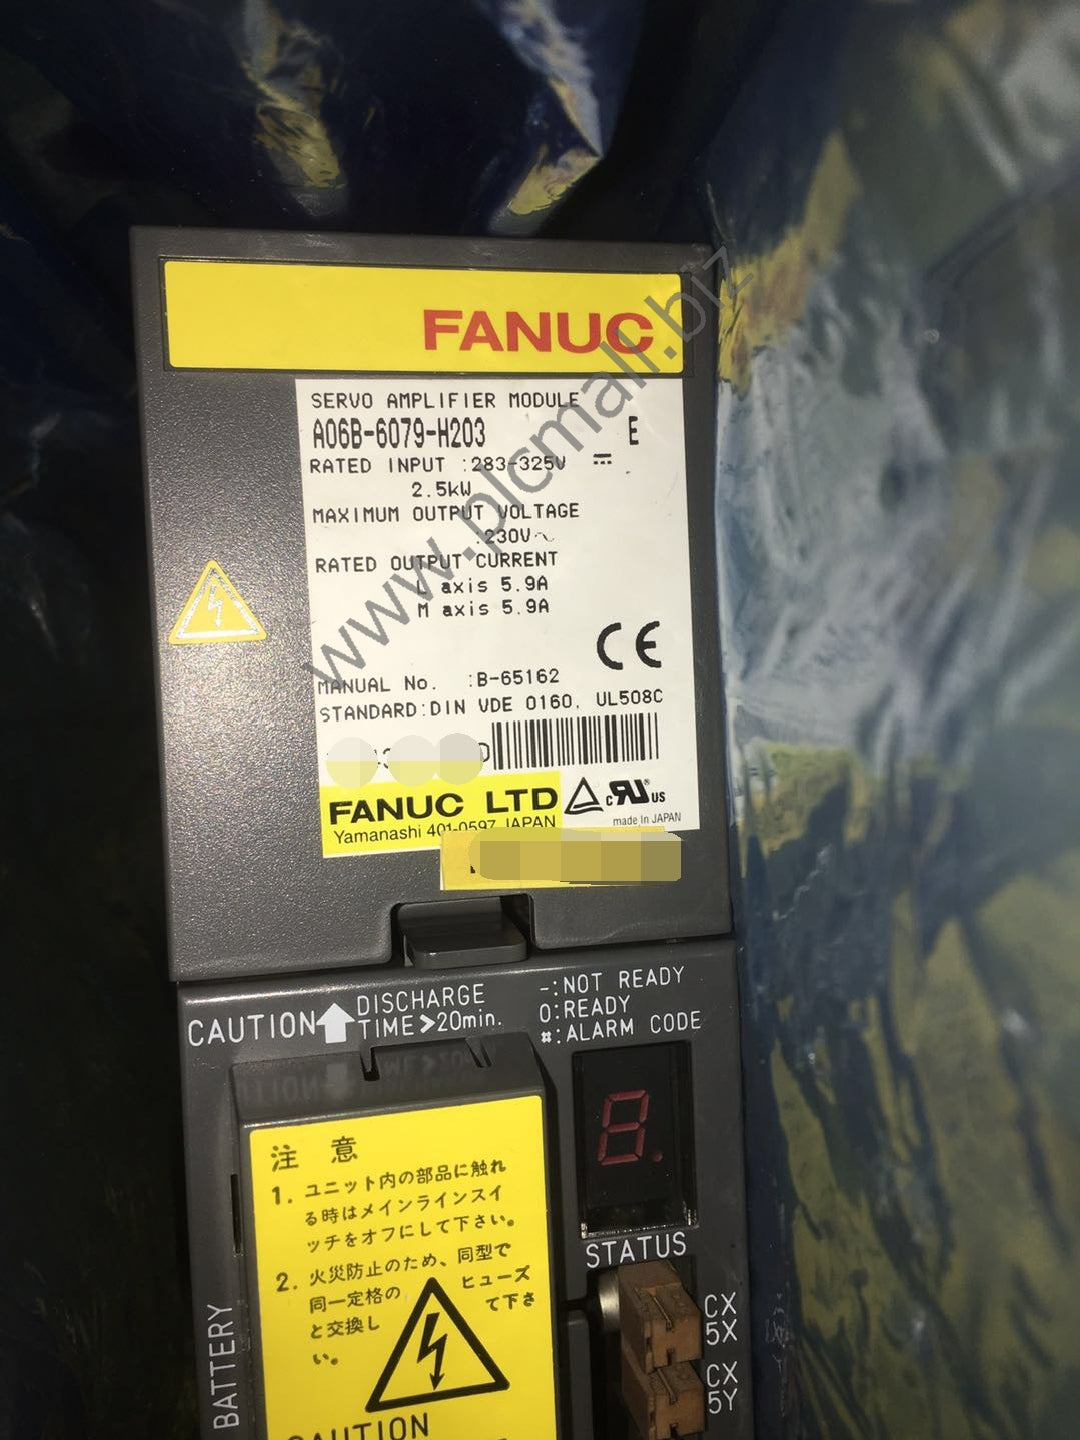 FANUC
SERVO AMPLIFIER MODULE
A06B-6079-H203 E
RATED INPUT :283-325V ⎓
2.5kW
MAXIMUM OUTPUT VOLTAGE
:230V～
RATED OUTPUT CURRENT
L axis 5.9A
M axis 5.9A
CE
MANUAL No. :B-65162
STANDARD:DIN VDE 0160, UL508C
FANUC LTD
Yamanashi 401-0597 JAPAN
c RU ® US
made in JAPAN
www.plcmall.biz
CAUTION
DISCHARGE
TIME>20min.
-:NOT READY
0:READY
#:ALARM CODE
8.
STATUS
注 意
1. ユニット内の部品に触れ
る時はメインラインスイ
ッチをオフにして下さい。
2. 火災防止のため、同型で
同一定格の ヒューズ
と交換し て下さ
い。
CAUTION
BATTERY
CX
5X
CX
5Y